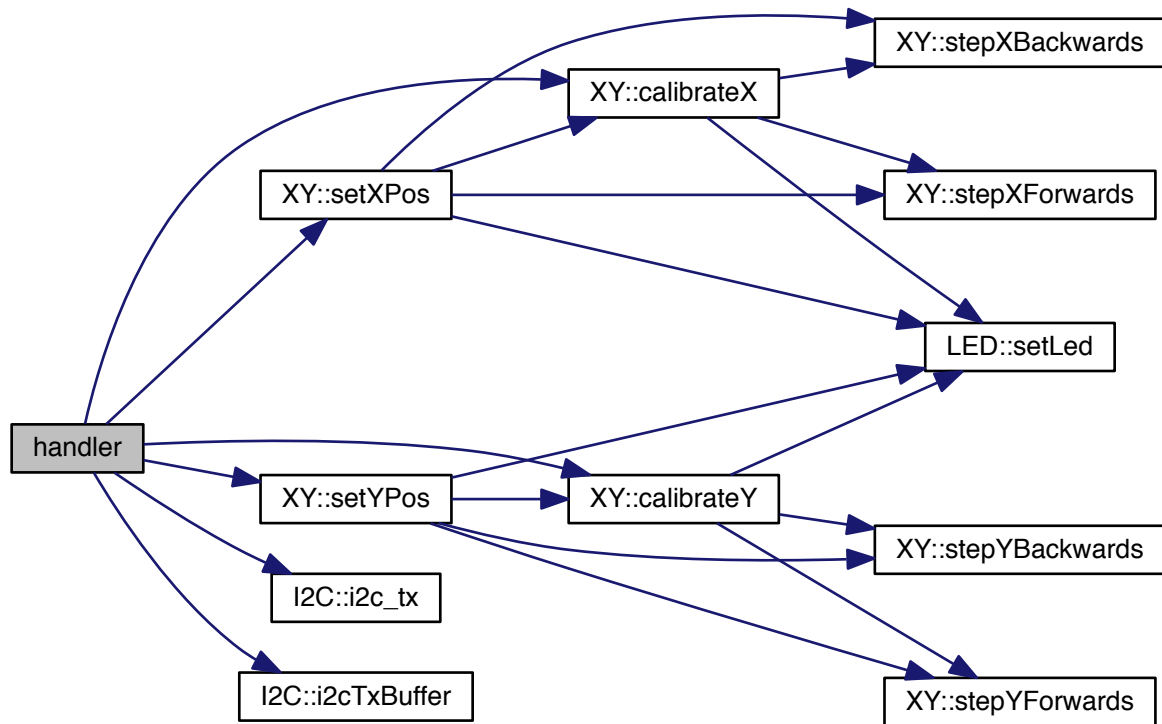 XY::stepXBackwards
XY::calibrateX
XY::setXPos
XY::stepXForwards
LED::setLed
handler
XY::setYPos
XY::calibrateY
XY::stepYBackwards
I2C::i2c_tx
I2C::i2cTxBuffer
XY::stepYForwards